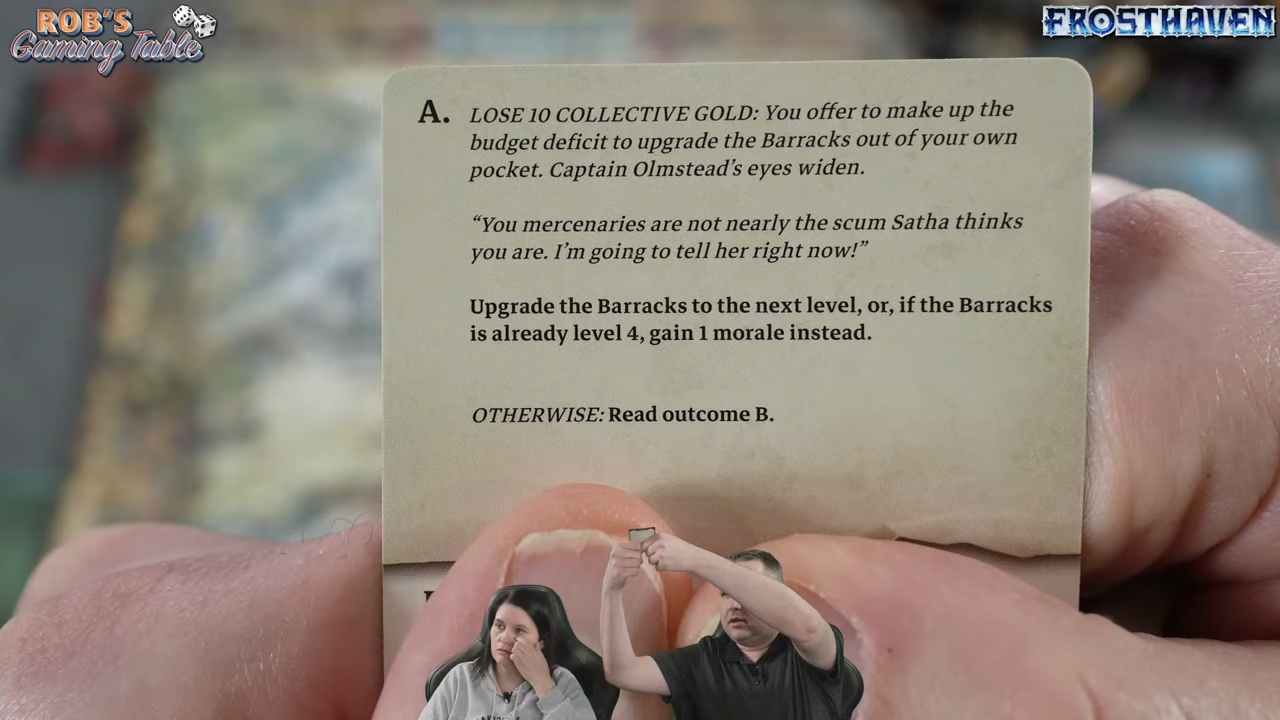 ROB'S
Gaming Table
FROSTHAVEN
A. LOSE 10 COLLECTIVE GOLD: You offer to make up the
budget deficit to upgrade the Barracks out of your own
pocket. Captain Olmstead's eyes widen.
“You mercenaries are not nearly the scum Satha thinks
you are. I'm going to tell her right now!”
Upgrade the Barracks to the next level, or, if the Barracks
is already level 4, gain 1 morale instead.
OTHERWISE: Read outcome B.